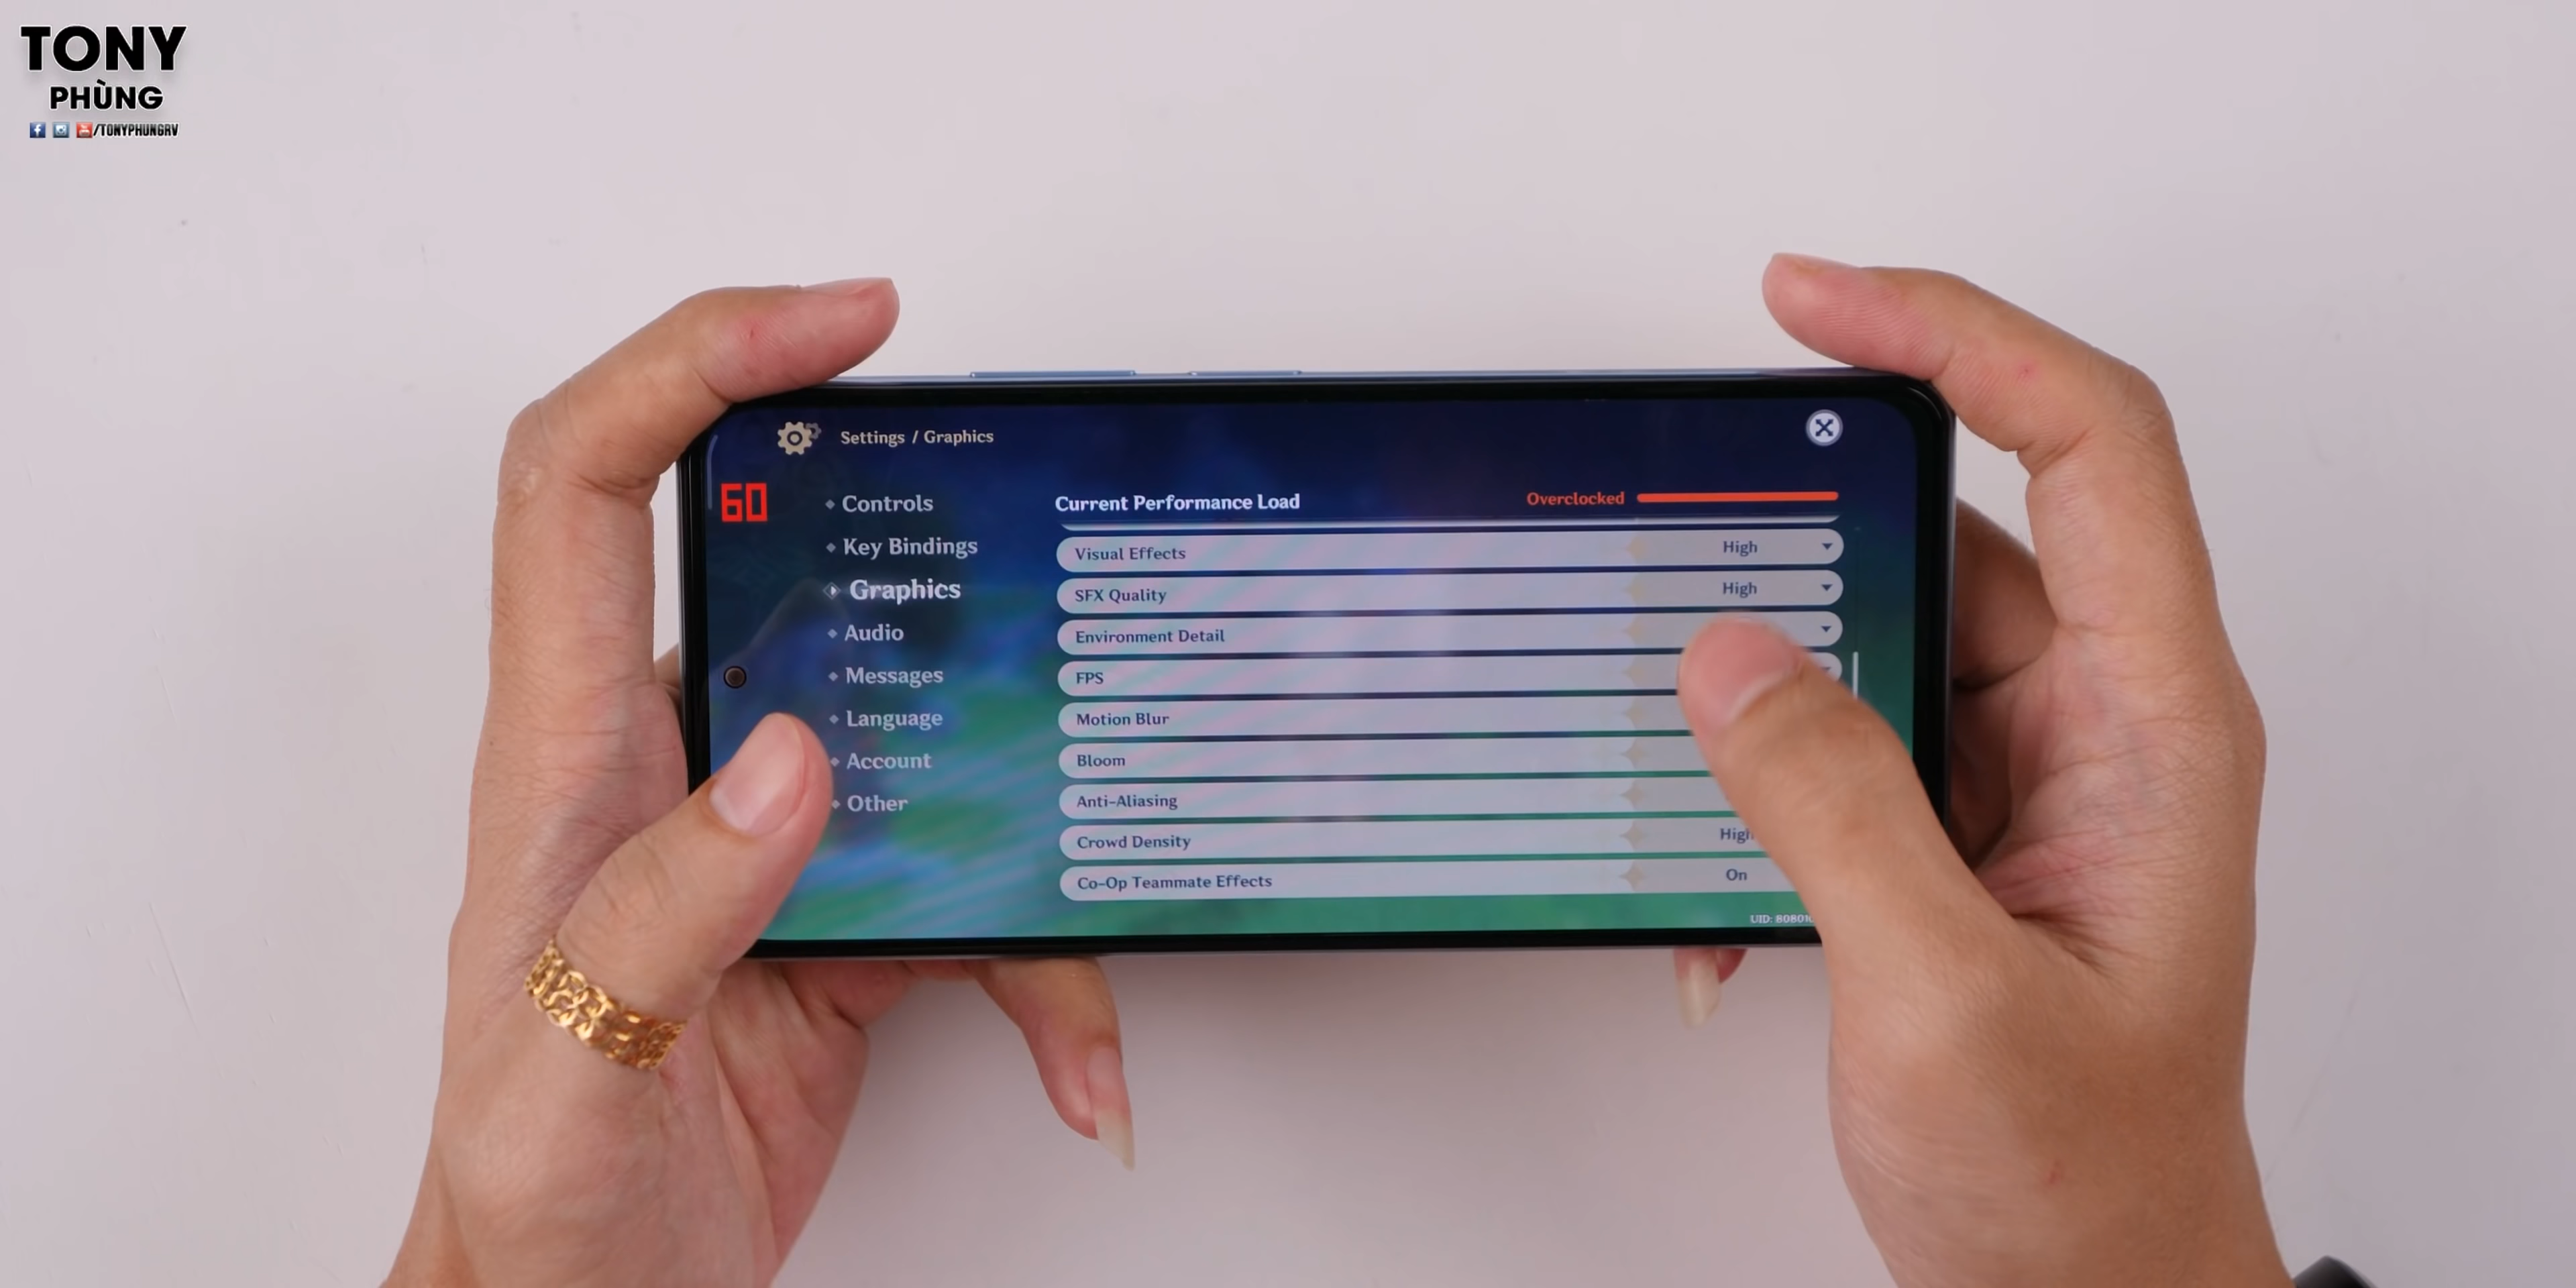 TONY
PHÙNG
/TONYPHUNGRV
Settings / Graphics
60
Controls
Key Bindings
Graphics
Audio
Messages
Language
Account
Other
Current Performance Load Overclocked
Visual Effects High
SFX Quality High
Environment Detail
FPS
Motion Blur
Bloom
Anti-Aliasing
Crowd Density High
Co-Op Teammate Effects On
UID: